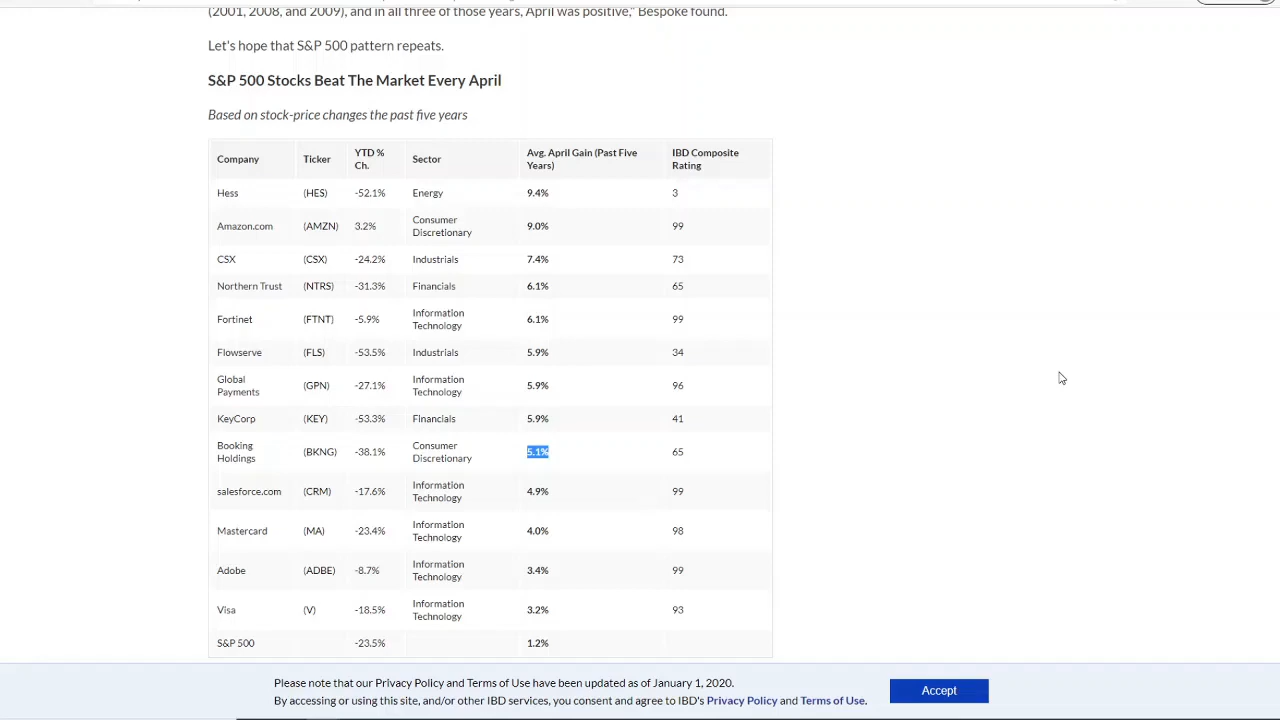 (2001, 2008, and 2009), and in all three of those years, April was positive," Bespoke found.
Let's hope that S&P 500 pattern repeats.
S&P 500 Stocks Beat The Market Every April
Based on stock-price changes the past five years
Company Ticker YTD % Ch. Sector Avg. April Gain (Past Five Years) IBD Composite Rating
Hess (HES) -52.1% Energy 9.4% 3
Amazon.com (AMZN) 3.2% Consumer Discretionary 9.0% 99
CSX (CSX) -24.2% Industrials 7.4% 73
Northern Trust (NTRS) -31.3% Financials 6.1% 65
Fortinet (FTNT) -5.9% Information Technology 6.1% 99
Flowserve (FLS) -53.5% Industrials 5.9% 34
Global Payments (GPN) -27.1% Information Technology 5.9% 96
KeyCorp (KEY) -53.3% Financials 5.9% 41
Booking Holdings (BKNG) -38.1% Consumer Discretionary 5.1% 65
salesforce.com (CRM) -17.6% Information Technology 4.9% 99
Mastercard (MA) -23.4% Information Technology 4.0% 98
Adobe (ADBE) -8.7% Information Technology 3.4% 99
Visa (V) -18.5% Information Technology 3.2% 93
S&P 500 -23.5% 1.2%
Please note that our Privacy Policy and Terms of Use have been updated as of January 1, 2020.
By accessing or using this site, and/or other IBD services, you consent and agree to IBD's Privacy Policy and Terms of Use.
Accept